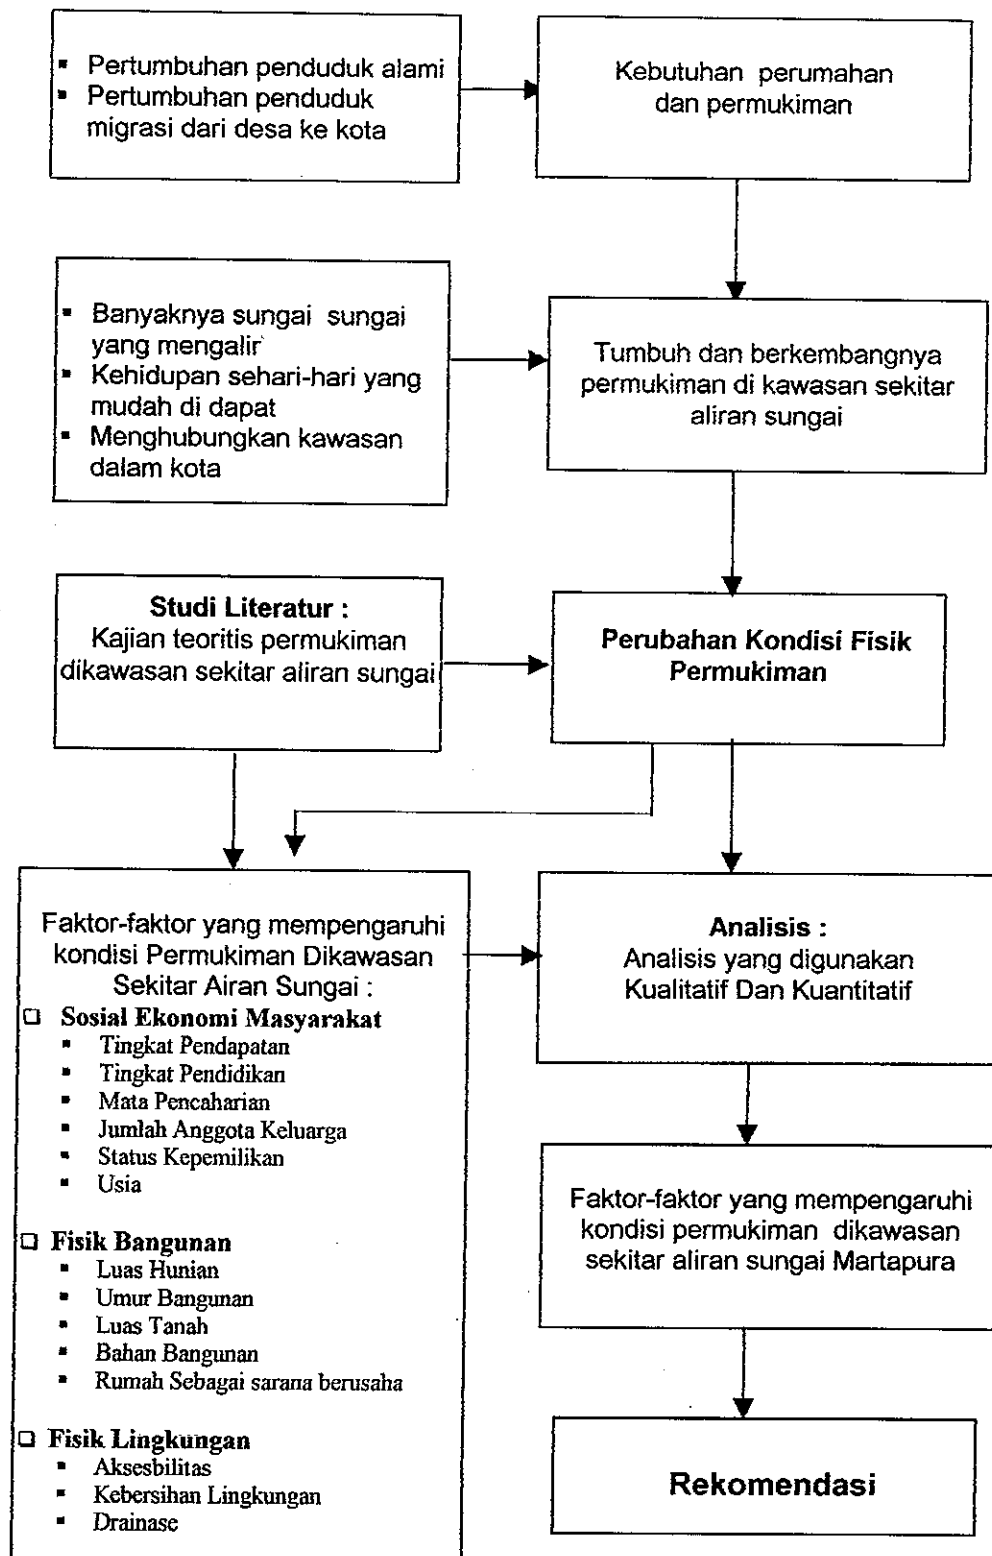 ▪ Pertumbuhan penduduk alami
▪ Pertumbuhan penduduk
migrasi dari desa ke kota
Kebutuhan perumahan
dan permukiman
▪ Banyaknya sungai sungai
yang mengalir
▪ Kehidupan sehari-hari yang
mudah di dapat
▪ Menghubungkan kawasan
dalam kota
Tumbuh dan berkembangnya
permukiman di kawasan sekitar
aliran sungai
Studi Literatur :
Kajian teoritis permukiman
dikawasan sekitar aliran sungai
Perubahan Kondisi Fisik
Permukiman
Faktor-faktor yang mempengaruhi
kondisi Permukiman Dikawasan
Sekitar Airan Sungai :
❑ Sosial Ekonomi Masyarakat
▪ Tingkat Pendapatan
▪ Tingkat Pendidikan
▪ Mata Pencaharian
▪ Jumlah Anggota Keluarga
▪ Status Kepemilikan
▪ Usia
❑ Fisik Bangunan
▪ Luas Hunian
▪ Umur Bangunan
▪ Luas Tanah
▪ Bahan Bangunan
▪ Rumah Sebagai sarana berusaha
❑ Fisik Lingkungan
▪ Aksesbilitas
▪ Kebersihan Lingkungan
▪ Drainase
Analisis :
Analisis yang digunakan
Kualitatif Dan Kuantitatif
Faktor-faktor yang mempengaruhi
kondisi permukiman dikawasan
sekitar aliran sungai Martapura
Rekomendasi